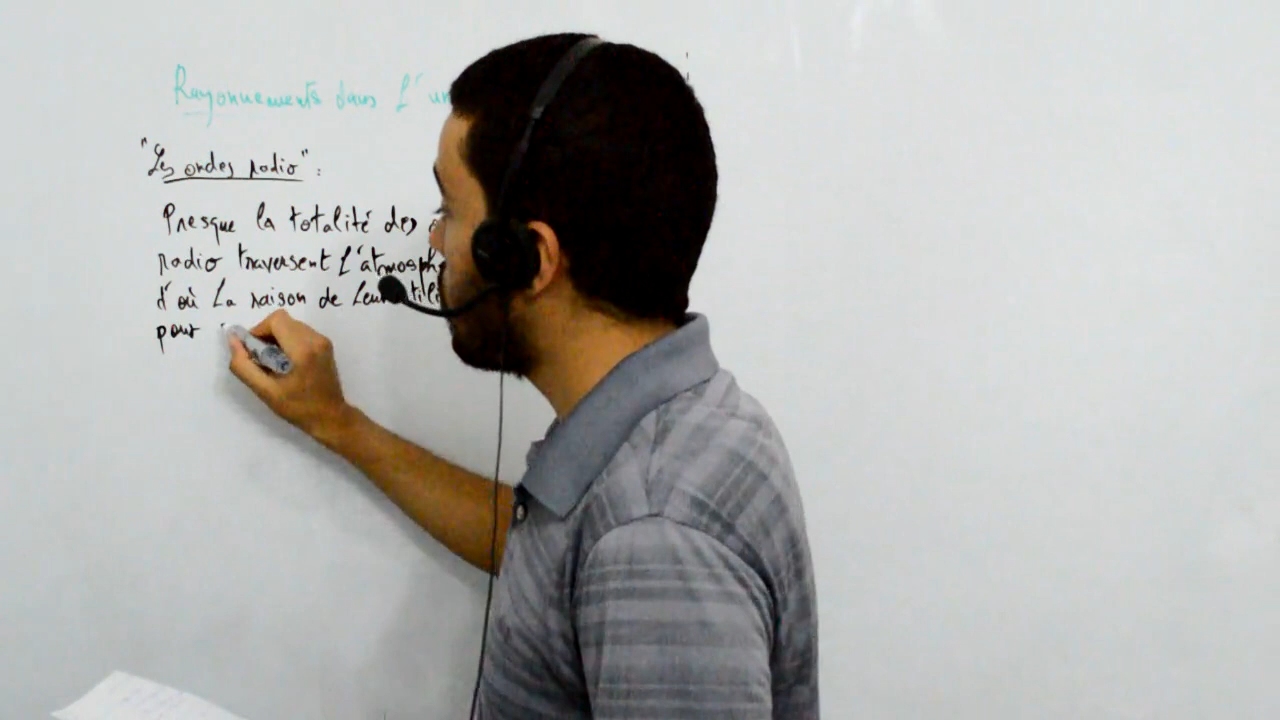 Rayonnements dans l'un
"Les ondes radio" :
Presque la totalité des
radio traversent l'atmosph
d'où la raison de leur utili
pour